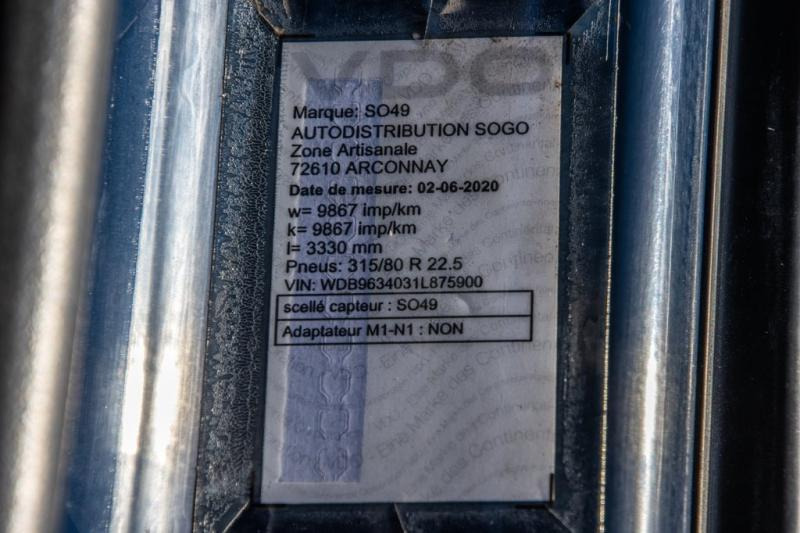 VDO
Marque: SO49
AUTODISTRIBUTION SOGO
Zone Artisanale
72610 ARCONNAY
Date de mesure: 02-06-2020
w= 9867 imp/km
k= 9867 imp/km
l= 3330 mm
Pneus: 315/80 R 22.5
VIN: WDB9634031L875900
scellé capteur : SO49
Adaptateur M1-N1 : NON